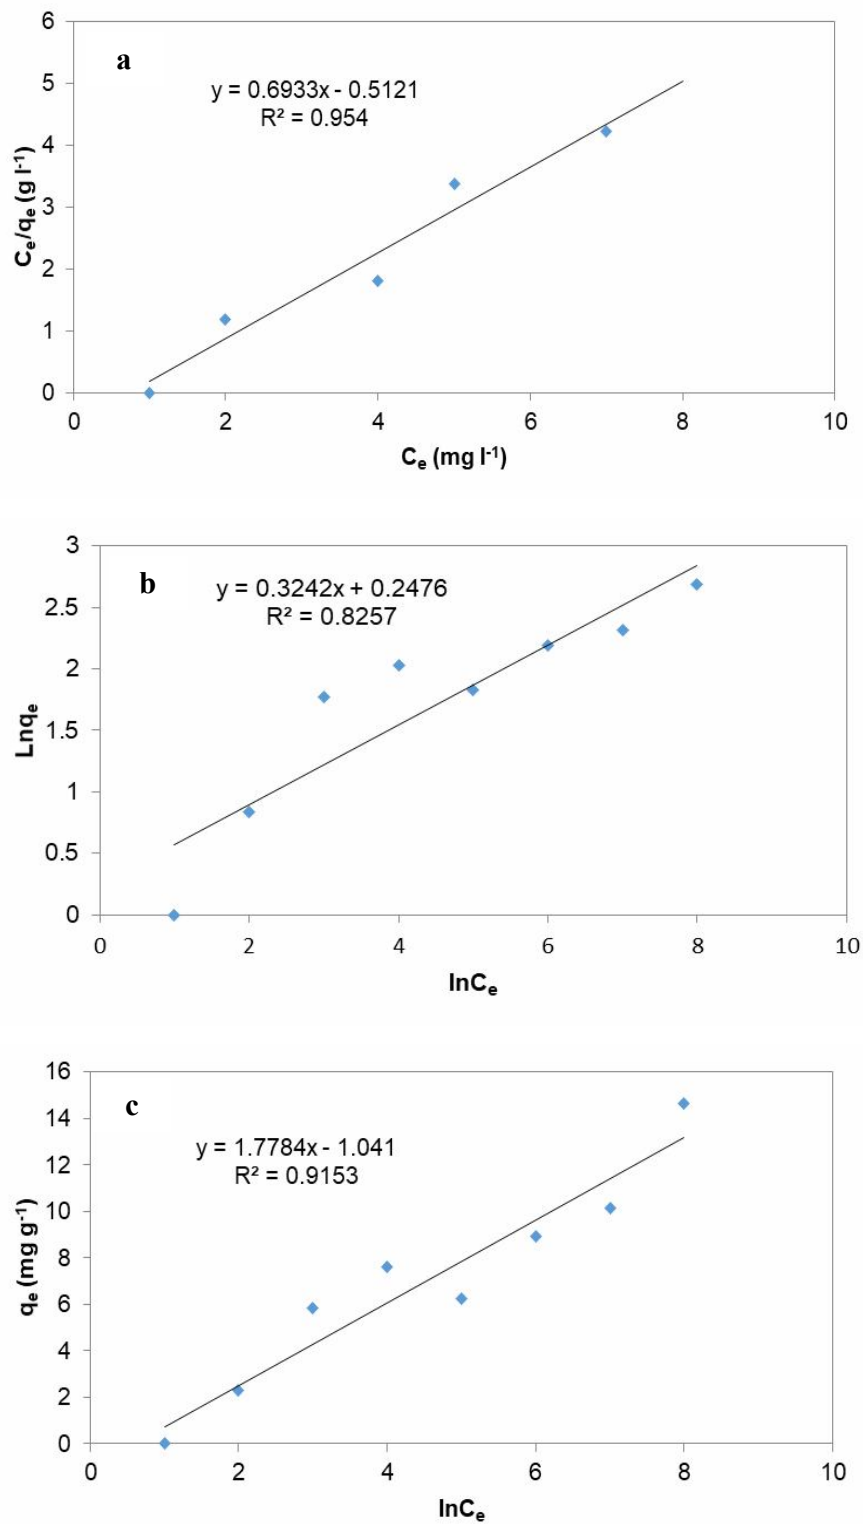 a
y = 0.6933x - 0.5121
R² = 0.954
6
5
4
3
2
1
0
Cₑ/qₑ (g l⁻¹)
0 2 4 6 8 10
Cₑ (mg l⁻¹)
b
y = 0.3242x + 0.2476
R² = 0.8257
3
2.5
2
1.5
1
0.5
0
Lnqₑ
0 2 4 6 8 10
lnCₑ
c
y = 1.7784x - 1.041
R² = 0.9153
16
14
12
10
8
6
4
2
0
qₑ (mg g⁻¹)
0 2 4 6 8 10
lnCₑ